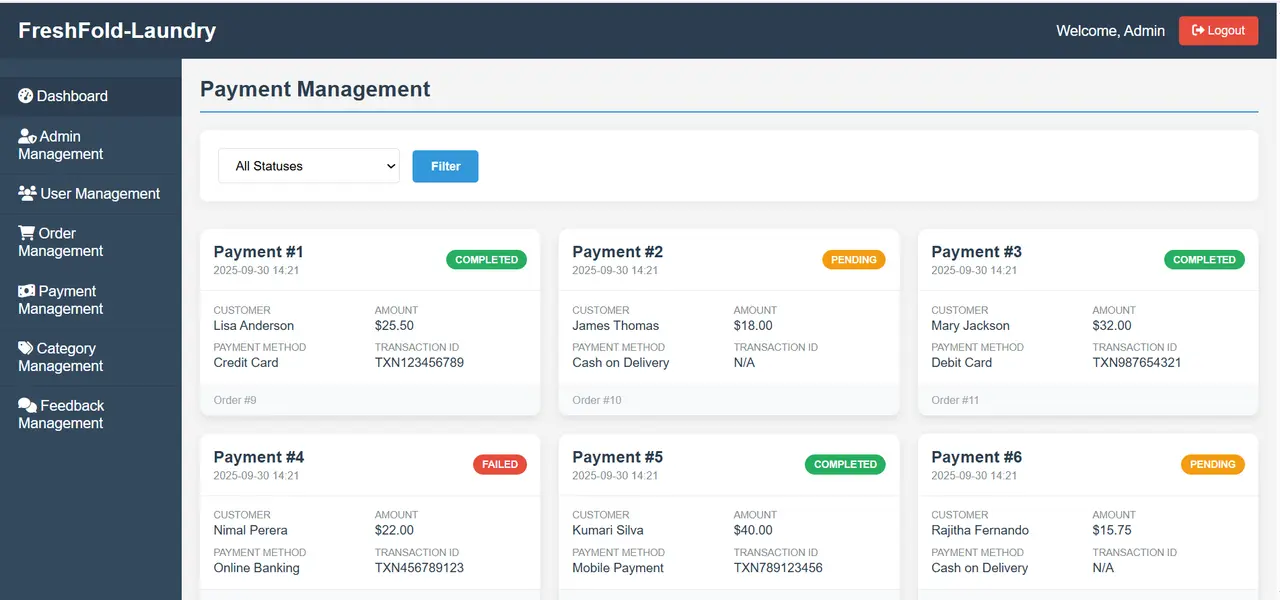 FreshFold-Laundry
Welcome, Admin
Logout
Dashboard
Admin
Management
User Management
Order
Management
Payment
Management
Category
Management
Feedback
Management
Payment Management
All Statuses
Filter
Payment #1
2025-09-30 14:21
COMPLETED
CUSTOMER
Lisa Anderson
AMOUNT
$25.50
PAYMENT METHOD
Credit Card
TRANSACTION ID
TXN123456789
Order #9
Payment #2
2025-09-30 14:21
PENDING
CUSTOMER
James Thomas
AMOUNT
$18.00
PAYMENT METHOD
Cash on Delivery
TRANSACTION ID
N/A
Order #10
Payment #3
2025-09-30 14:21
COMPLETED
CUSTOMER
Mary Jackson
AMOUNT
$32.00
PAYMENT METHOD
Debit Card
TRANSACTION ID
TXN987654321
Order #11
Payment #4
2025-09-30 14:21
FAILED
CUSTOMER
Nimal Perera
AMOUNT
$22.00
PAYMENT METHOD
Online Banking
TRANSACTION ID
TXN456789123
Payment #5
2025-09-30 14:21
COMPLETED
CUSTOMER
Kumari Silva
AMOUNT
$40.00
PAYMENT METHOD
Mobile Payment
TRANSACTION ID
TXN789123456
Payment #6
2025-09-30 14:21
PENDING
CUSTOMER
Rajitha Fernando
AMOUNT
$15.75
PAYMENT METHOD
Cash on Delivery
TRANSACTION ID
N/A